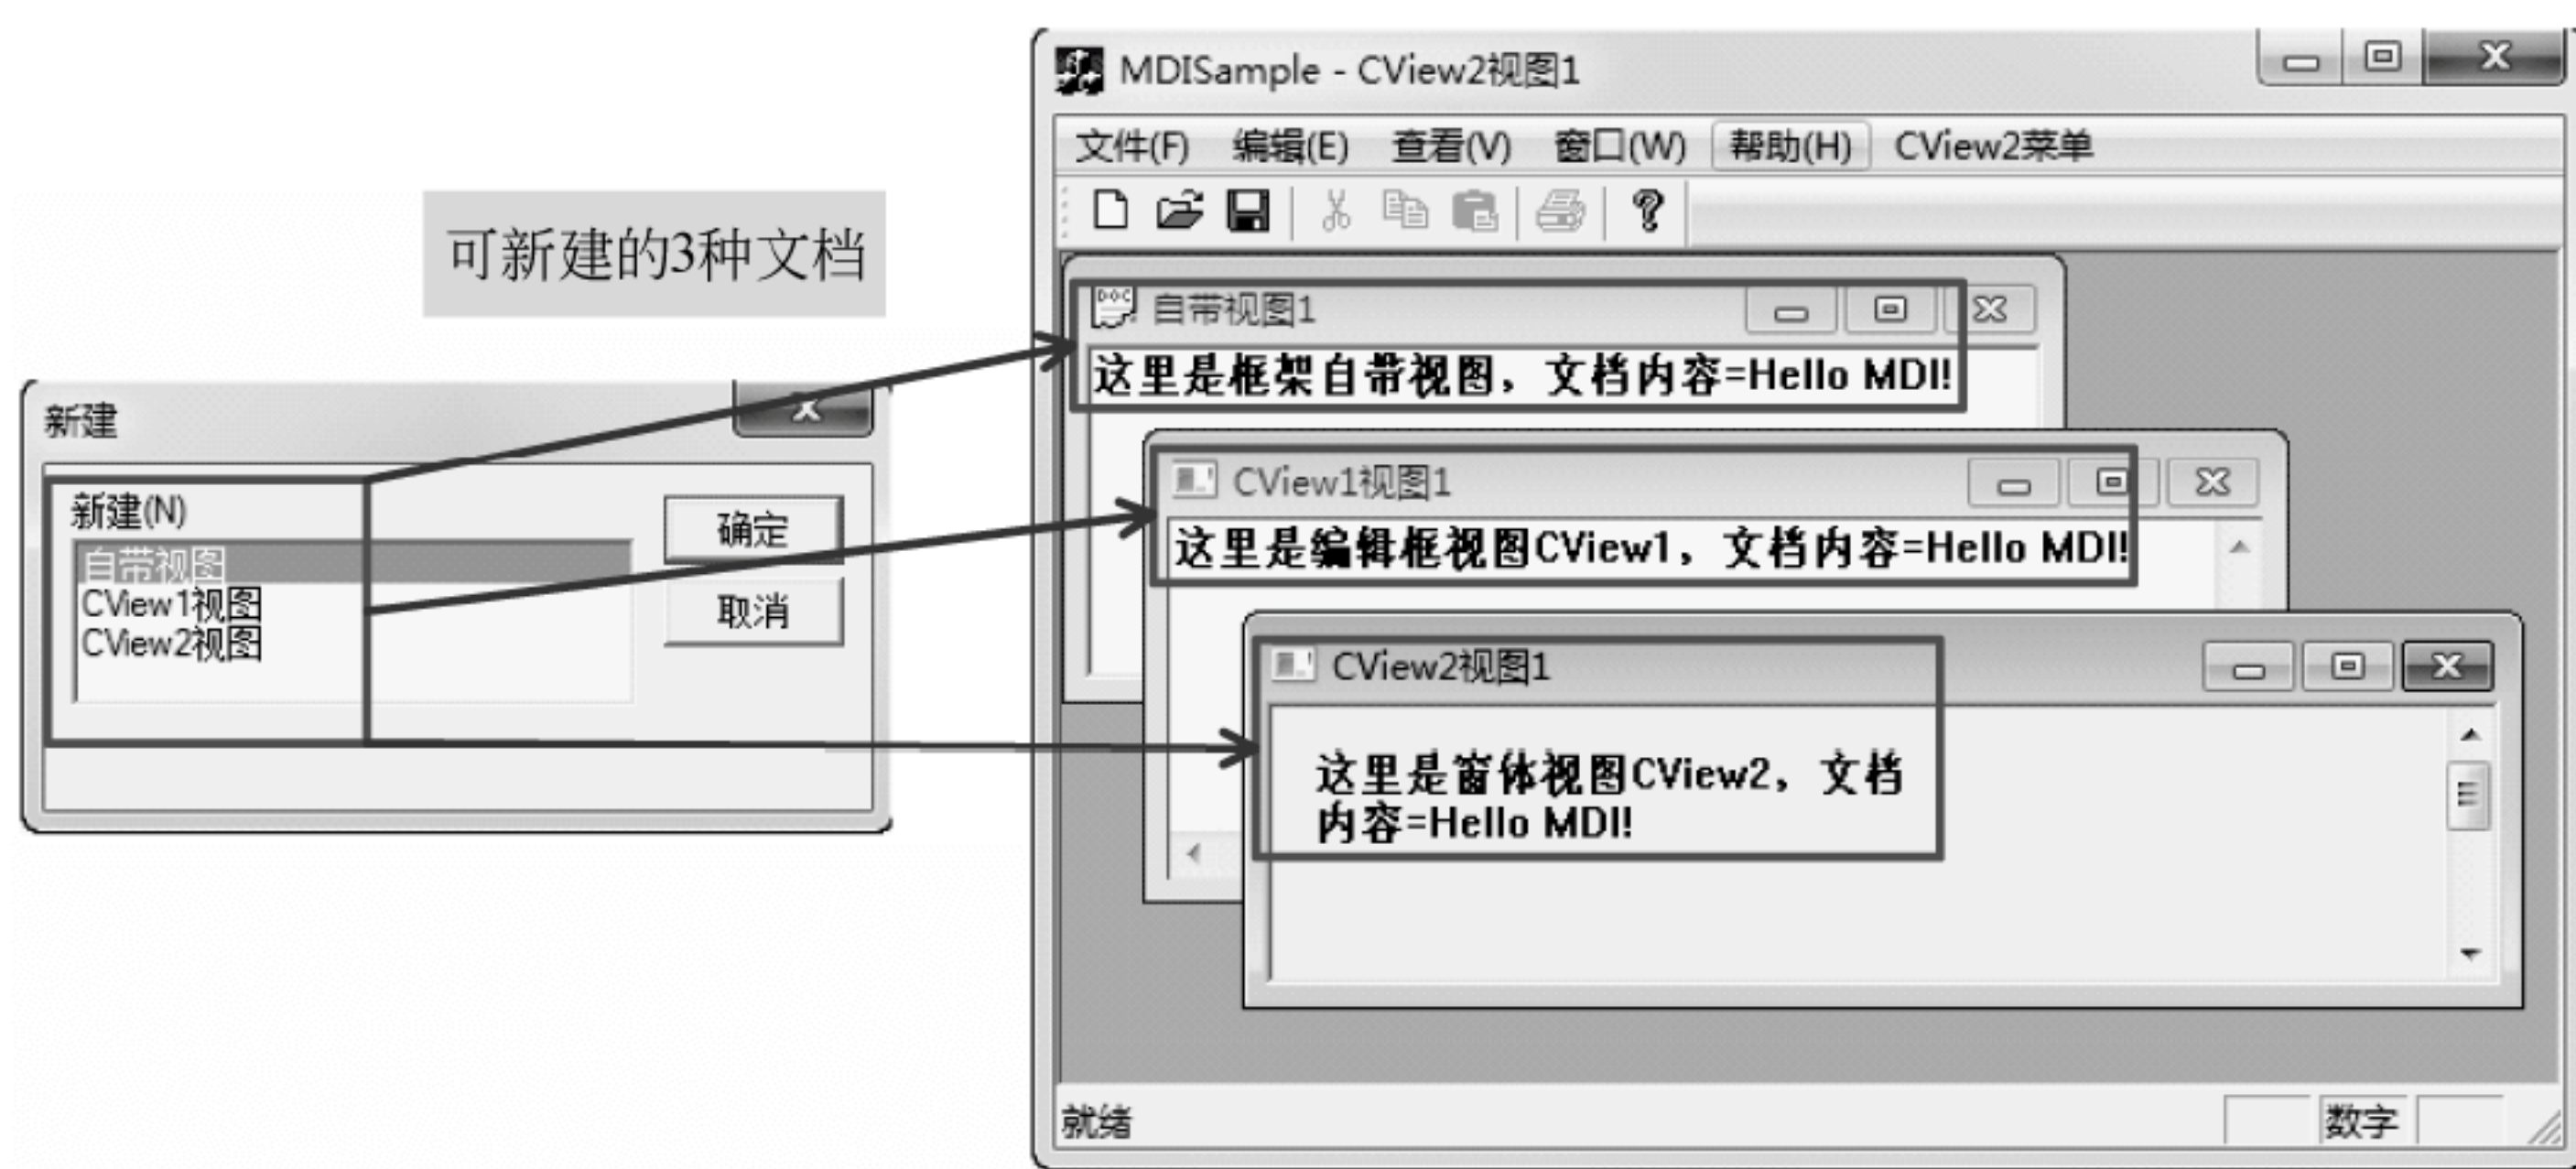 可新建的3种文档
新建
新建(N)
自带视图
CView1视图
CView2视图
确定
取消
MDISample - CView2视图1
文件(F) 编辑(E) 查看(V) 窗口(W) 帮助(H) CView2菜单
自带视图1
这里是框架自带视图，文档内容=Hello MDI!
CView1视图1
这里是编辑框视图CView1，文档内容=Hello MDI!
CView2视图1
这里是窗体视图CView2，文档
内容=Hello MDI!
就绪
数字